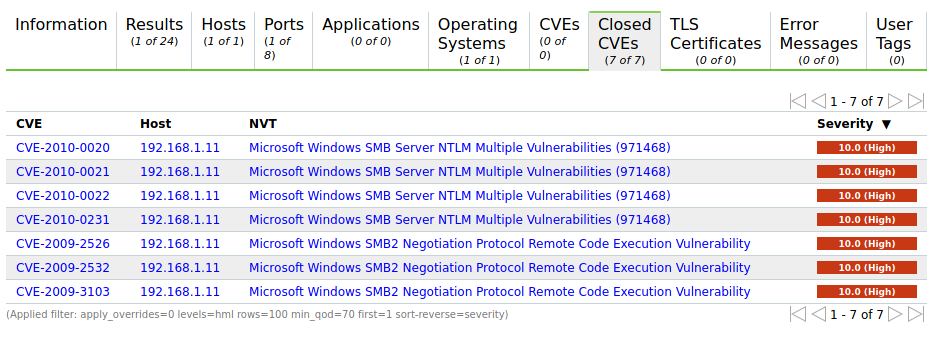 Information Results Hosts Ports Applications Operating Systems CVEs Closed CVEs TLS Certificates Error Messages User Tags
(1 of 24) (1 of 1) (1 of 8) (0 of 0) (1 of 1) (0 of 0) (7 of 7) (0 of 0) (0 of 0) (0)
1 - 7 of 7
CVE Host NVT Severity ▼
CVE-2010-0020 192.168.1.11 Microsoft Windows SMB Server NTLM Multiple Vulnerabilities (971468) 10.0 (High)
CVE-2010-0021 192.168.1.11 Microsoft Windows SMB Server NTLM Multiple Vulnerabilities (971468) 10.0 (High)
CVE-2010-0022 192.168.1.11 Microsoft Windows SMB Server NTLM Multiple Vulnerabilities (971468) 10.0 (High)
CVE-2010-0231 192.168.1.11 Microsoft Windows SMB Server NTLM Multiple Vulnerabilities (971468) 10.0 (High)
CVE-2009-2526 192.168.1.11 Microsoft Windows SMB2 Negotiation Protocol Remote Code Execution Vulnerability 10.0 (High)
CVE-2009-2532 192.168.1.11 Microsoft Windows SMB2 Negotiation Protocol Remote Code Execution Vulnerability 10.0 (High)
CVE-2009-3103 192.168.1.11 Microsoft Windows SMB2 Negotiation Protocol Remote Code Execution Vulnerability 10.0 (High)
(Applied filter: apply_overrides=0 levels=hml rows=100 min_qod=70 first=1 sort-reverse=severity) 1 - 7 of 7